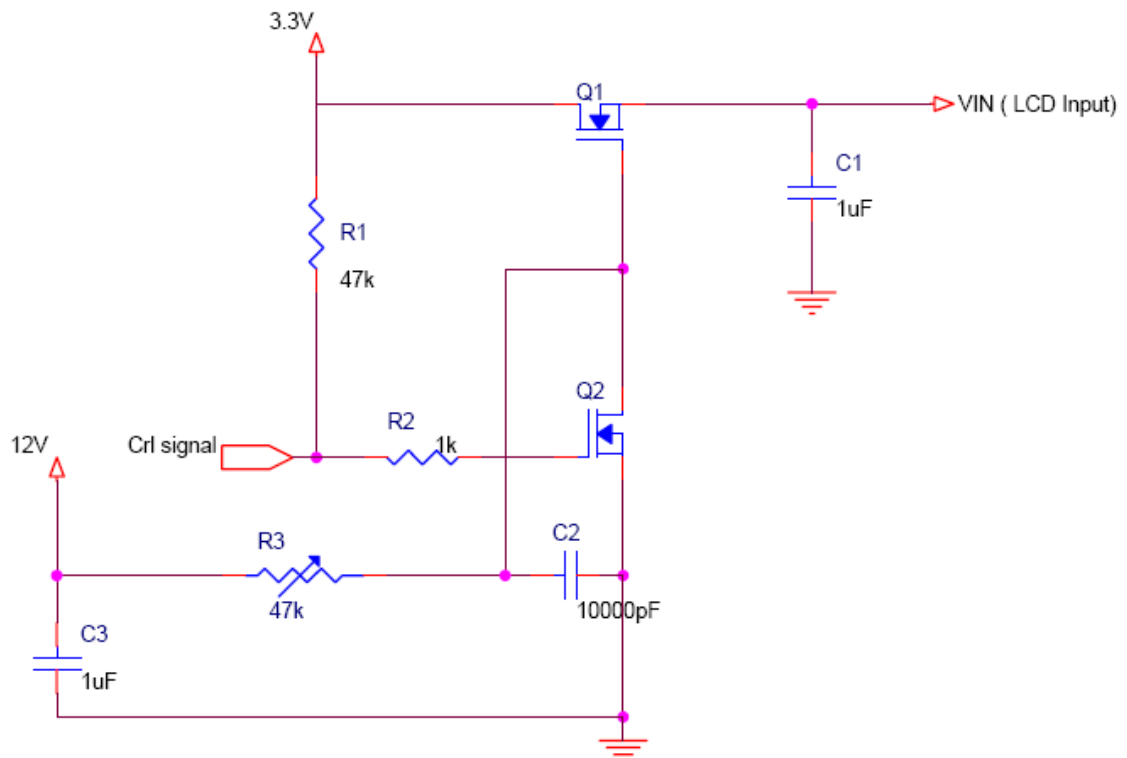 3.3V
Q1
VIN ( LCD Input)
C1
1uF
R1
47k
Q2
R2
1k
12V
Crl signal
C2
R3
47k
10000pF
C3
1uF